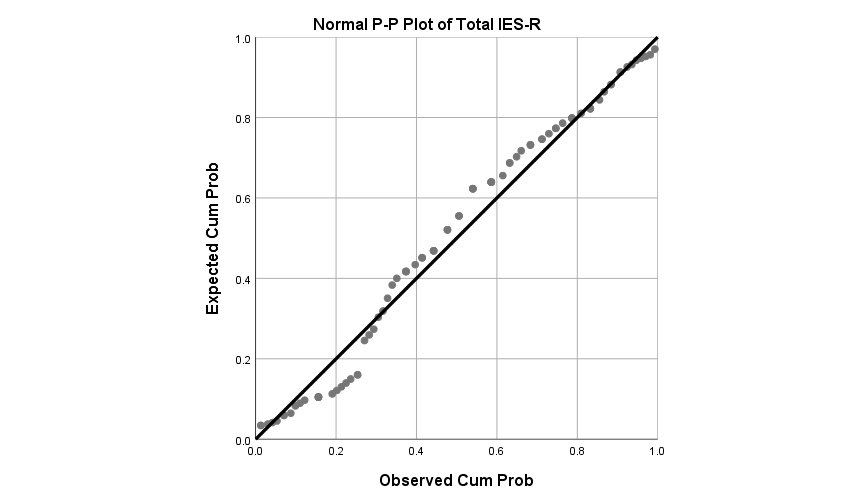 Normal P-P Plot of Total IES-R
Expected Cum Prob
1.0
0.8
0.6
0.4
0.2
0.0
0.0 0.2 0.4 0.6 0.8 1.0
Observed Cum Prob